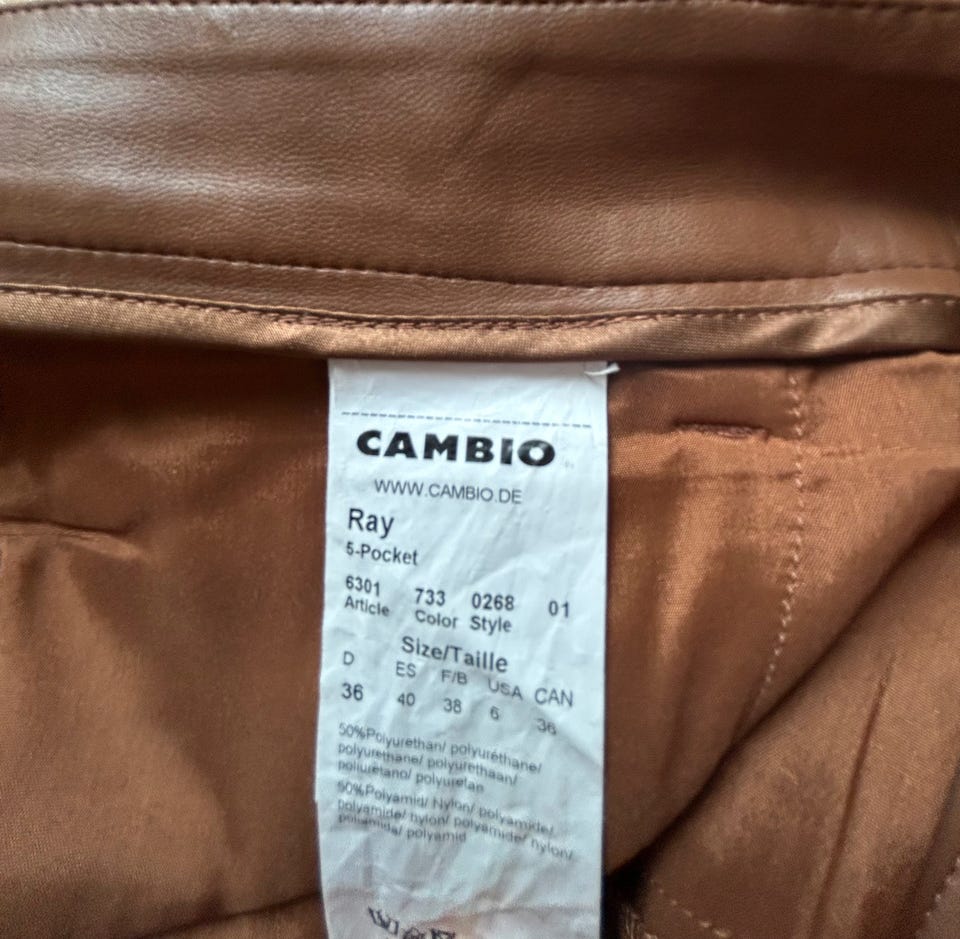 CAMBIO
WWW.CAMBIO.DE
Ray
5-Pocket
6301 733 0268 01
Article Color Style
Size/Taille
D ES F/B USA CAN
36 40 38 6 36
50%Polyurethan/ polyuréthane/
polyurethane/ polyurethaan/
poliuretano/ polyuretan
50%Polyamid/ Nylon/ polyamide/
polyamide/ nylon/ polyamide/ nylon/
poliamida/ polyamid